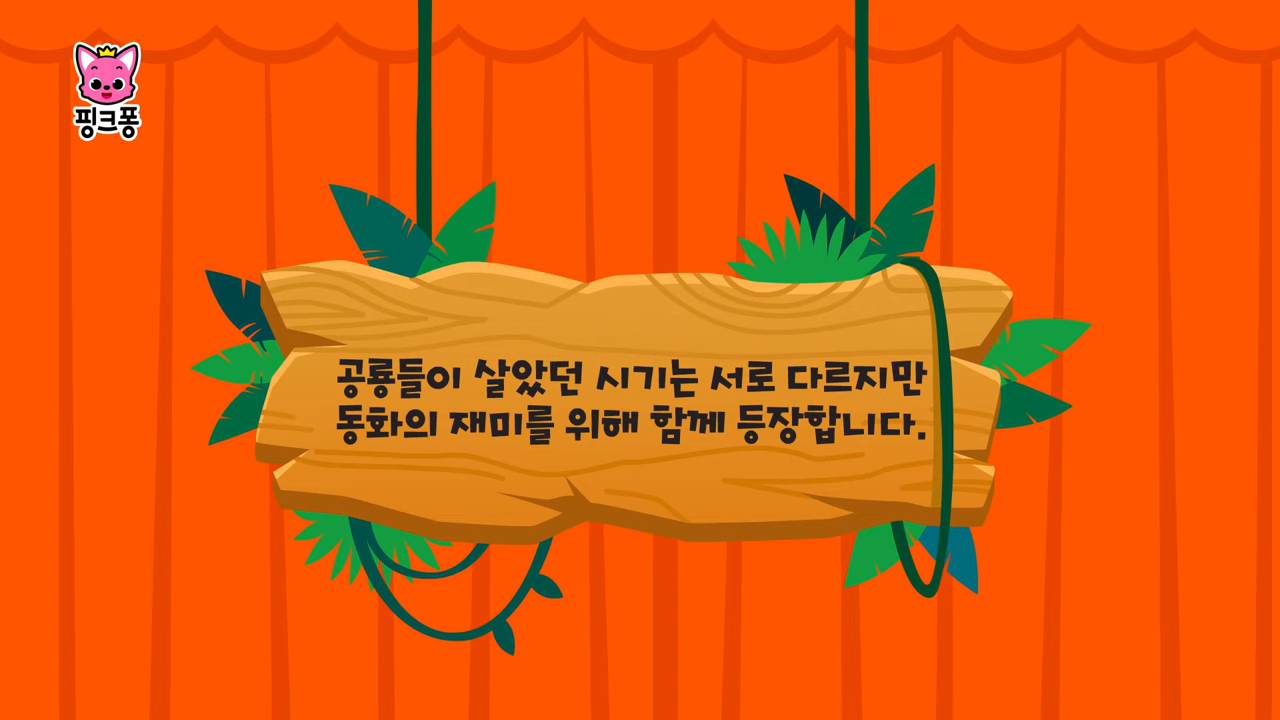 핑크퐁
공룡들이 살았던 시기는 서로 다르지만
동화의 재미를 위해 함께 등장합니다.